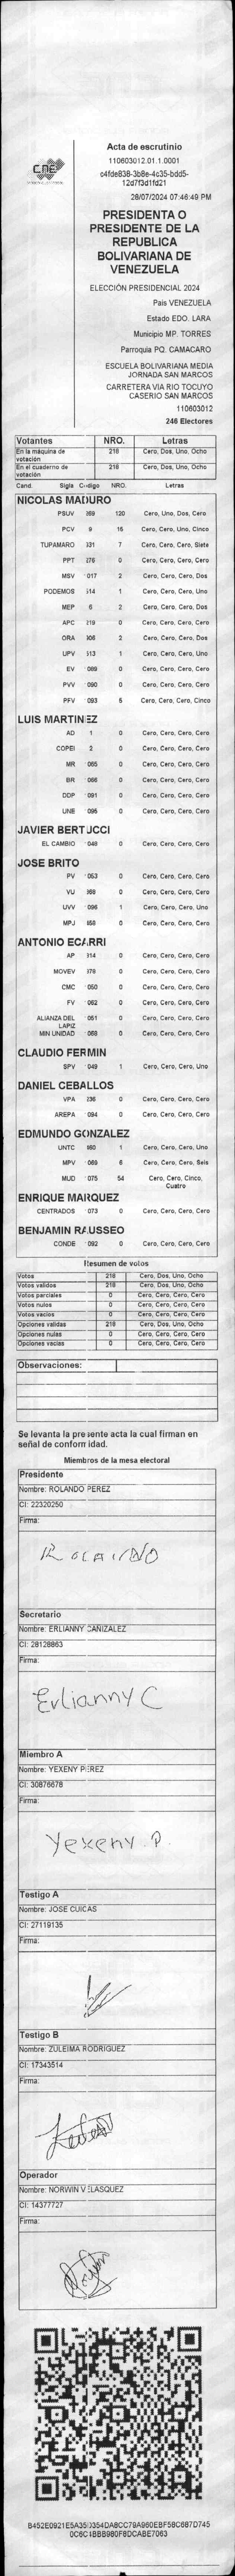 CNE
Acta de escrutinio
110603012.01.1.0001
c4fde838-3b8e-4c35-bdd5-
12d7f3d1fd21
28/07/2024 07:46:49 PM
PRESIDENTA O
PRESIDENTE DE LA
REPUBLICA
BOLIVARIANA DE
VENEZUELA
ELECCIÓN PRESIDENCIAL 2024
País VENEZUELA
Estado EDO. LARA
Municipio MP. TORRES
Parroquia PQ. CAMACARO
ESCUELA BOLIVARIANA MEDIA
JORNADA SAN MARCOS
CARRETERA VIA RIO TOCUYO
CASERIO SAN MARCOS
110603012
246 Electores
Votantes NRO. Letras
En la máquina de votación 218 Cero, Dos, Uno, Ocho
En el cuaderno de votación 218 Cero, Dos, Uno, Ocho
Cand. Sigla Código NRO. Letras
NICOLAS MADURO
PSUV 369 120 Cero, Uno, Dos, Cero
PCV 9 15 Cero, Cero, Uno, Cinco
TUPAMARO 331 7 Cero, Cero, Cero, Siete
PPT 276 0 Cero, Cero, Cero, Cero
MSV 017 2 Cero, Cero, Cero, Dos
PODEMOS 514 1 Cero, Cero, Cero, Uno
MEP 6 2 Cero, Cero, Cero, Dos
APC 219 0 Cero, Cero, Cero, Cero
ORA 906 2 Cero, Cero, Cero, Dos
UPV 513 1 Cero, Cero, Cero, Uno
EV 089 0 Cero, Cero, Cero, Cero
PVV 090 0 Cero, Cero, Cero, Cero
PFV 093 5 Cero, Cero, Cero, Cinco
LUIS MARTINEZ
AD 1 0 Cero, Cero, Cero, Cero
COPEI 2 0 Cero, Cero, Cero, Cero
MR 065 0 Cero, Cero, Cero, Cero
BR 066 0 Cero, Cero, Cero, Cero
DDP 091 0 Cero, Cero, Cero, Cero
UNE 095 0 Cero, Cero, Cero, Cero
JAVIER BERTUCCI
EL CAMBIO 048 0 Cero, Cero, Cero, Cero
JOSE BRITO
PV 053 0 Cero, Cero, Cero, Cero
VU 968 0 Cero, Cero, Cero, Cero
UVV 096 1 Cero, Cero, Cero, Uno
MPJ 0 Cero, Cero, Cero, Cero
ANTONIO ECARRI
AP 314 0 Cero, Cero, Cero, Cero
MOVEV 979 0 Cero, Cero, Cero, Cero
CMC 050 0 Cero, Cero, Cero, Cero
FV 062 0 Cero, Cero, Cero, Cero
ALIANZA DEL LAPIZ 061 0 Cero, Cero, Cero, Cero
MIN UNIDAD 068 0 Cero, Cero, Cero, Cero
CLAUDIO FERMIN
SPV 049 1 Cero, Cero, Cero, Uno
DANIEL CEBALLOS
VPA 236 0 Cero, Cero, Cero, Cero
AREPA 094 0 Cero, Cero, Cero, Cero
EDMUNDO GONZALEZ
UNTC 1 Cero, Cero, Cero, Uno
MPV 069 6 Cero, Cero, Cero, Seis
MUD 075 54 Cero, Cero, Cinco,
Cuatro
ENRIQUE MARQUEZ
CENTRADOS 073 0 Cero, Cero, Cero, Cero
BENJAMIN RAUSSEO
CONDE 092 0 Cero, Cero, Cero, Cero
Resumen de votos
Votos 218 Cero, Dos, Uno, Ocho
Votos validos 218 Cero, Dos, Uno, Ocho
Votos parciales 0 Cero, Cero, Cero, Cero
Votos nulos 0 Cero, Cero, Cero, Cero
Votos vacios 0 Cero, Cero, Cero, Cero
Opciones validas 218 Cero, Dos, Uno, Ocho
Opciones nulas 0 Cero, Cero, Cero, Cero
Opciones vacias 0 Cero, Cero, Cero, Cero
Observaciones:
Se levanta la presente acta la cual firman en
señal de conformidad.
Miembros de la mesa electoral
Presidente
Nombre: ROLANDO PEREZ
CI: 22320250
Firma:
Rolando
Secretario
Nombre: ERLIANNY CAÑIZALEZ
CI: 28128863
Firma:
Erlianny C
Miembro A
Nombre: YEXENY PEREZ
CI: 30876678
Firma:
Yexeny P.
Testigo A
Nombre: JOSE CUICAS
CI: 27119135
Firma:
Testigo B
Nombre: ZULEIMA RODRIGUEZ
CI: 17343514
Firma:
Operador
Nombre: NORWIN VELASQUEZ
CI: 14377727
Firma: